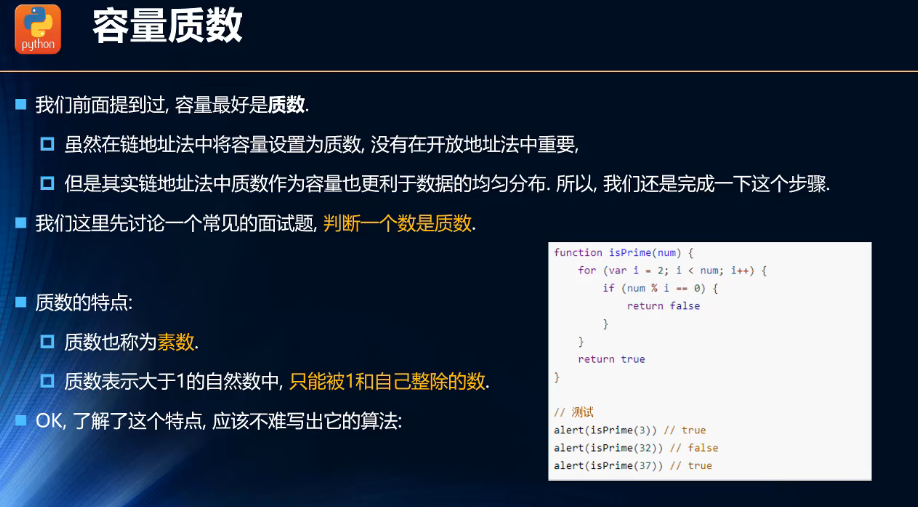 python
容量质数
我们前面提到过, 容量最好是质数.
虽然在链地址法中将容量设置为质数, 没有在开放地址法中重要,
但是其实链地址法中质数作为容量也更利于数据的均匀分布. 所以, 我们还是完成一下这个步骤.
我们这里先讨论一个常见的面试题, 判断一个数是质数.
质数的特点:
质数也称为素数.
质数表示大于1的自然数中, 只能被1和自己整除的数.
OK, 了解了这个特点, 应该不难写出它的算法:
function isPrime(num) {
    for (var i = 2; i < num; i++) {
        if (num % i == 0) {
            return false
        }
    }
    return true
}
// 测试
alert(isPrime(3)) // true
alert(isPrime(32)) // false
alert(isPrime(37)) // true